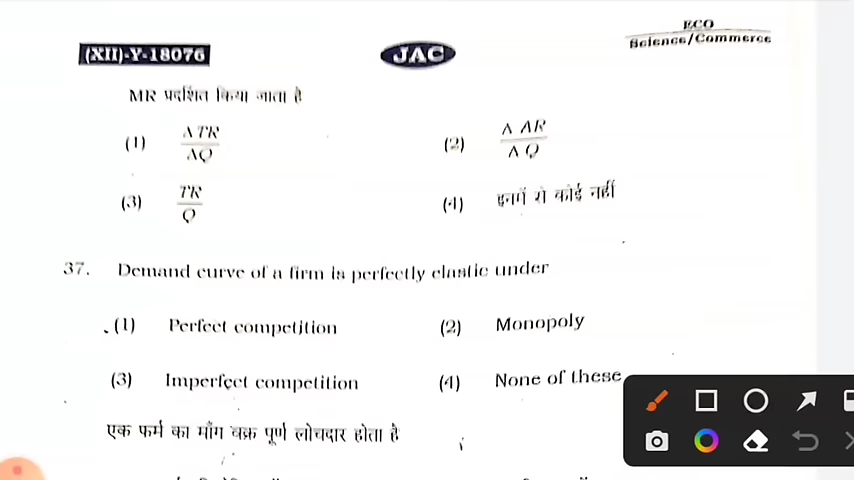 ECO
Science/Commerce
(XII)-Y-18076
JAC
MR प्रदर्शित किया जाता है
(1) ΔTR/ΔQ
(2) ΔAR/ΔQ
(3) TR/Q
(4) इनमें से कोई नहीं
37. Demand curve of a firm is perfectly elastic under
(1) Perfect competition
(2) Monopoly
(3) Imperfect competition
(4) None of these
एक फर्म का माँग वक्र पूर्ण लोचदार होता है